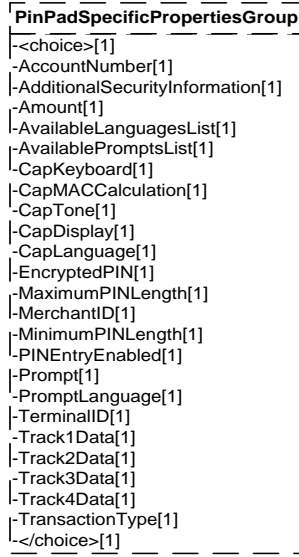 PinPadSpecificPropertiesGroup
-<choice>[1]
-AccountNumber[1]
-AdditionalSecurityInformation[1]
-Amount[1]
-AvailableLanguagesList[1]
-AvailablePromptsList[1]
-CapKeyboard[1]
-CapMACCalculation[1]
-CapTone[1]
-CapDisplay[1]
-CapLanguage[1]
-EncryptedPIN[1]
-MaximumPINLength[1]
-MerchantID[1]
-MinimumPINLength[1]
-PINEntryEnabled[1]
-Prompt[1]
-PromptLanguage[1]
-TerminalID[1]
-Track1Data[1]
-Track2Data[1]
-Track3Data[1]
-Track4Data[1]
-TransactionType[1]
-</choice>[1]